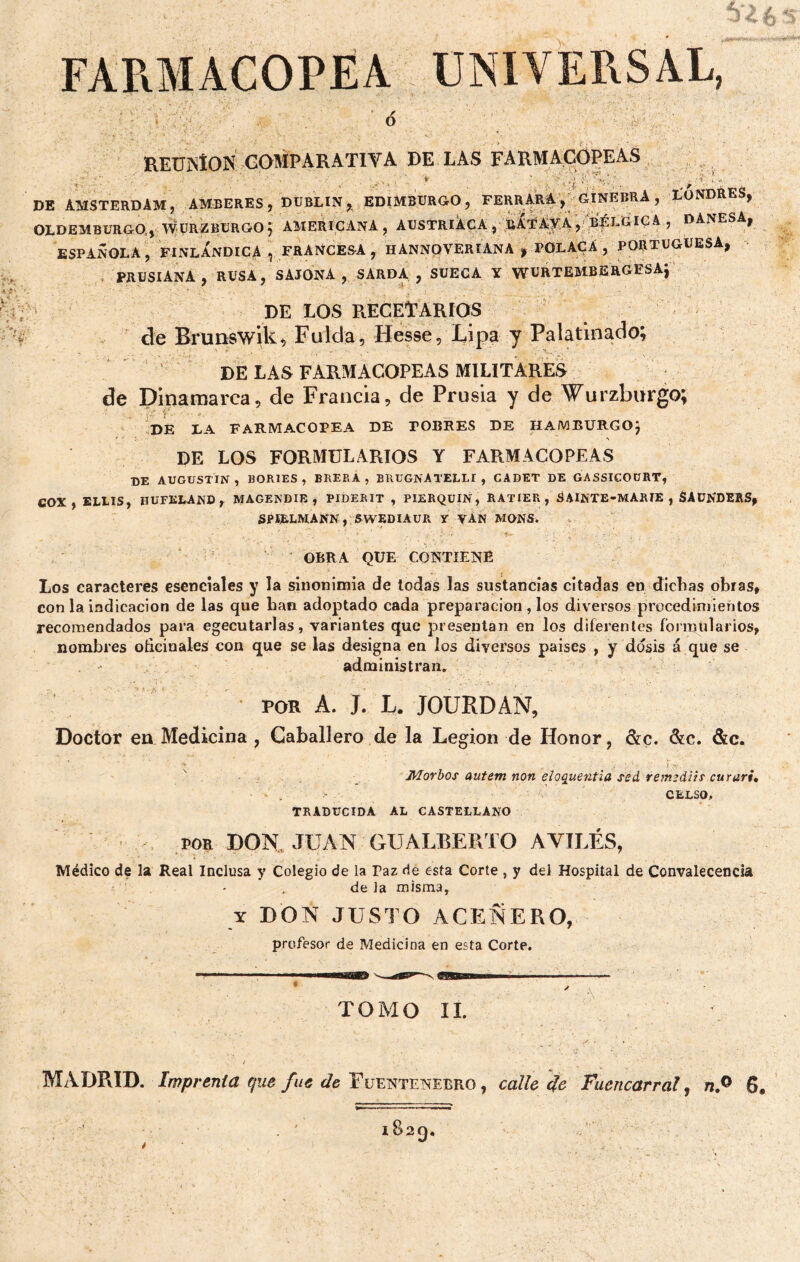 5265
FARMACOPEA UNIVERSAL,
ó
REUNION COMPARATIVA DE LAS FARMACOPEAS
DE AMSTERDAM, AMBERES, DUBLIN, EDIMBURGO, FERRARA, GINEBRA, LONDRES,
OLDEMBURGO, WURZBURGO; AMERICANA, AUSTRIACA, BÁTAVA, BÉLGICA, DANESA,
ESPAÑOLA, FINLÁNDICA, FRANCESA, HANNOVERIANA, POLACA, PORTUGUESA,
PRUSIANA, RUSA, SAJONA, SARDA, SUECA Y WURTEMBERGESA;
DE LOS RECETARIOS
de Brunswik, Fulda, Hesse, Lipa y Palatinado;
DE LAS FARMACOPEAS MILITARES
de Dinamarca, de Francia, de Prusia y de Wurzburgo;
DE LA FARMACOPEA DE POBRES DE HAMBURGO;
DE LOS FORMULARIOS Y FARMACOPEAS
DE AUGUSTIN, BORIES, BRERA, BRUGNATELLI, CADET DE GASSICOURT,
COX, ELLIS, HUFELAND, MAGENDIE, PIDERIT, PIERQUIN, RATIER, SAINTE-MARIE, SAUNDERS,
SPIELMANN, SWEDIAUR Y VAN MONS.
OBRA QUE CONTIENE
Los caracteres esenciales y la sinonimia de todas las sustancias citadas en dichas obras,
con la indicacion de las que han adoptado cada preparacion, los diversos procedimientos
recomendados para egecutarlas, variantes que presentan en los diferentes formularios,
nombres oficinales con que se las designa en los diversos paises, y dósis á que se
administran.
POR A. J. L. JOURDAN,
Doctor en Medicina, Caballero de la Legion de Honor, &c. &c. &c.
Morbos autem non eloquentia sed remediis curari.
CELSO.
TRADUCIDA AL CASTELLANO
POR DON JUAN GUALBERTO AVILÉS,
Médico de la Real Inclusa y Colegio de la Paz de esta Corte, y del Hospital de Convalecencia
de la misma,
Y DON JUSTO ACEÑERO,
profesor de Medicina en esta Corte.
TOMO II.
MADRID. Imprenta que fue de FUENTENEBRO, calle de Fuencarral, n.º 6.
1829.